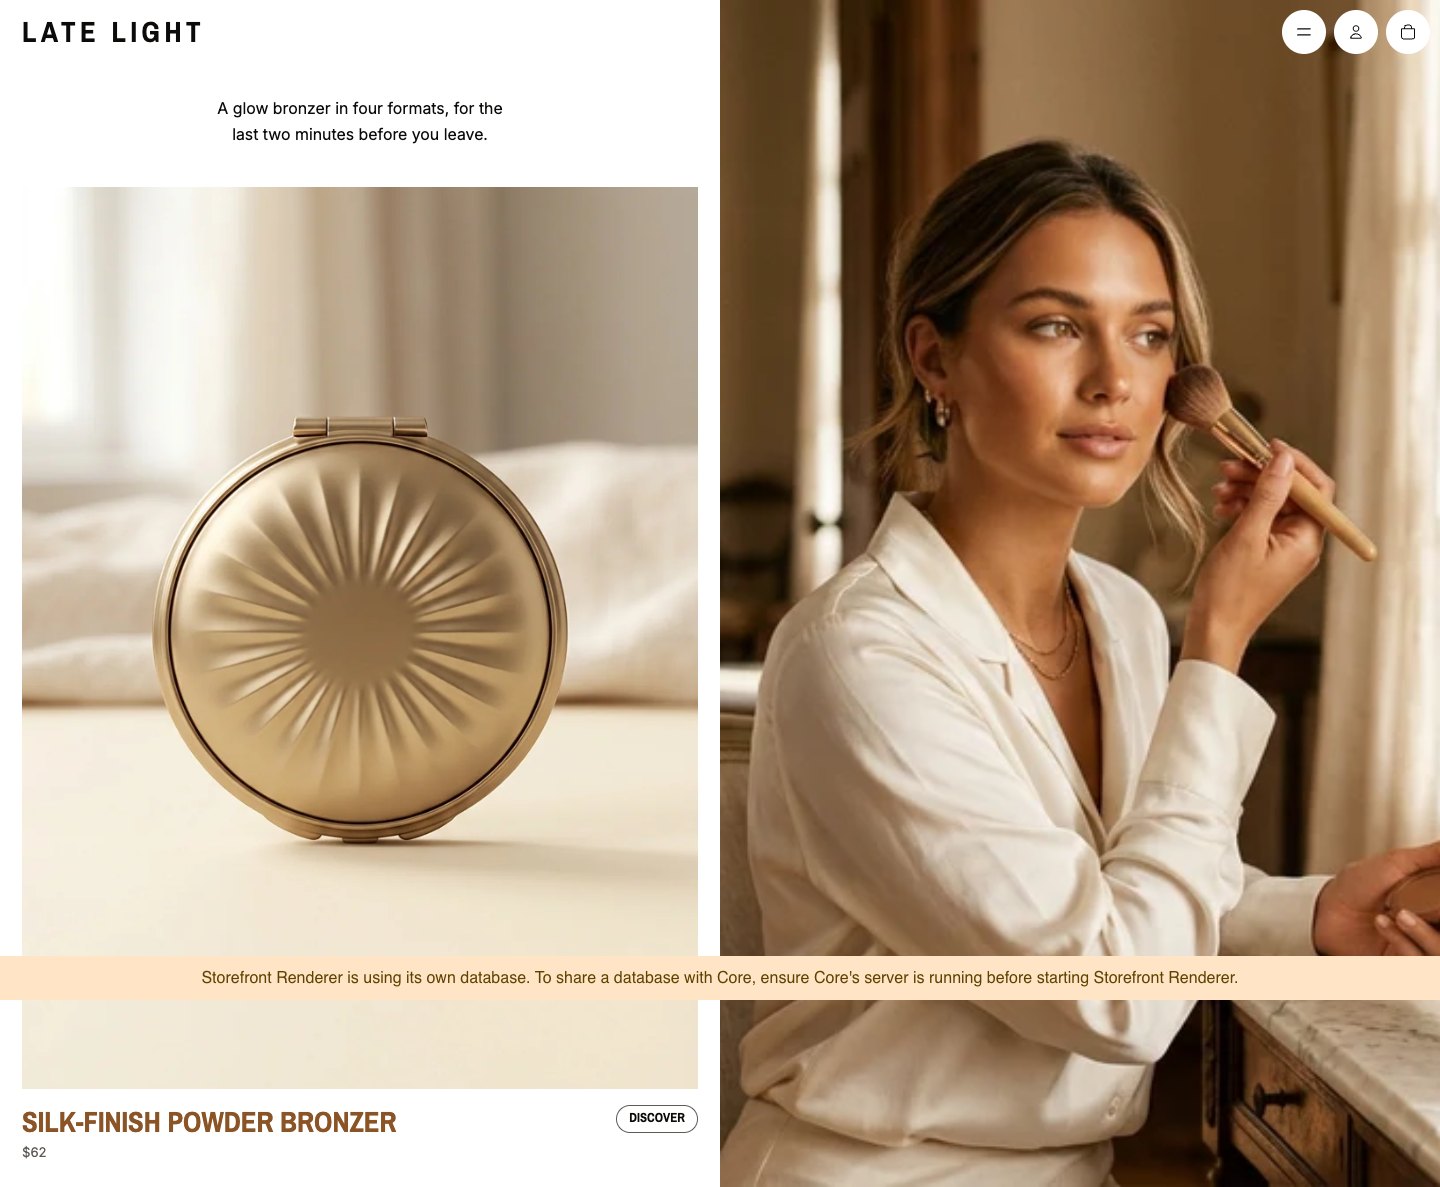 LATE LIGHT
A glow bronzer in four formats, for the
last two minutes before you leave.
Storefront Renderer is using its own database. To share a database with Core, ensure Core's server is running before starting Storefront Renderer.
SILK-FINISH POWDER BRONZER
DISCOVER
$62